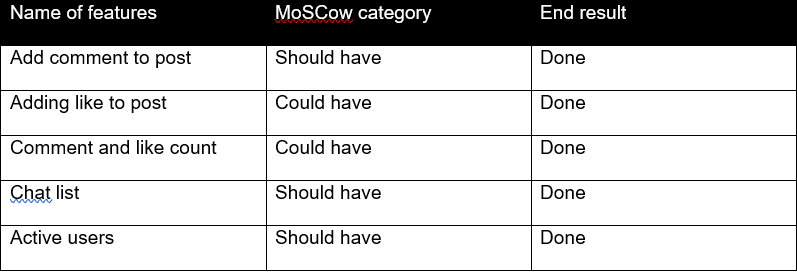 Name of features MoSCow category End result
Add comment to post Should have Done
Adding like to post Could have Done
Comment and like count Could have Done
Chat list Should have Done
Active users Should have Done